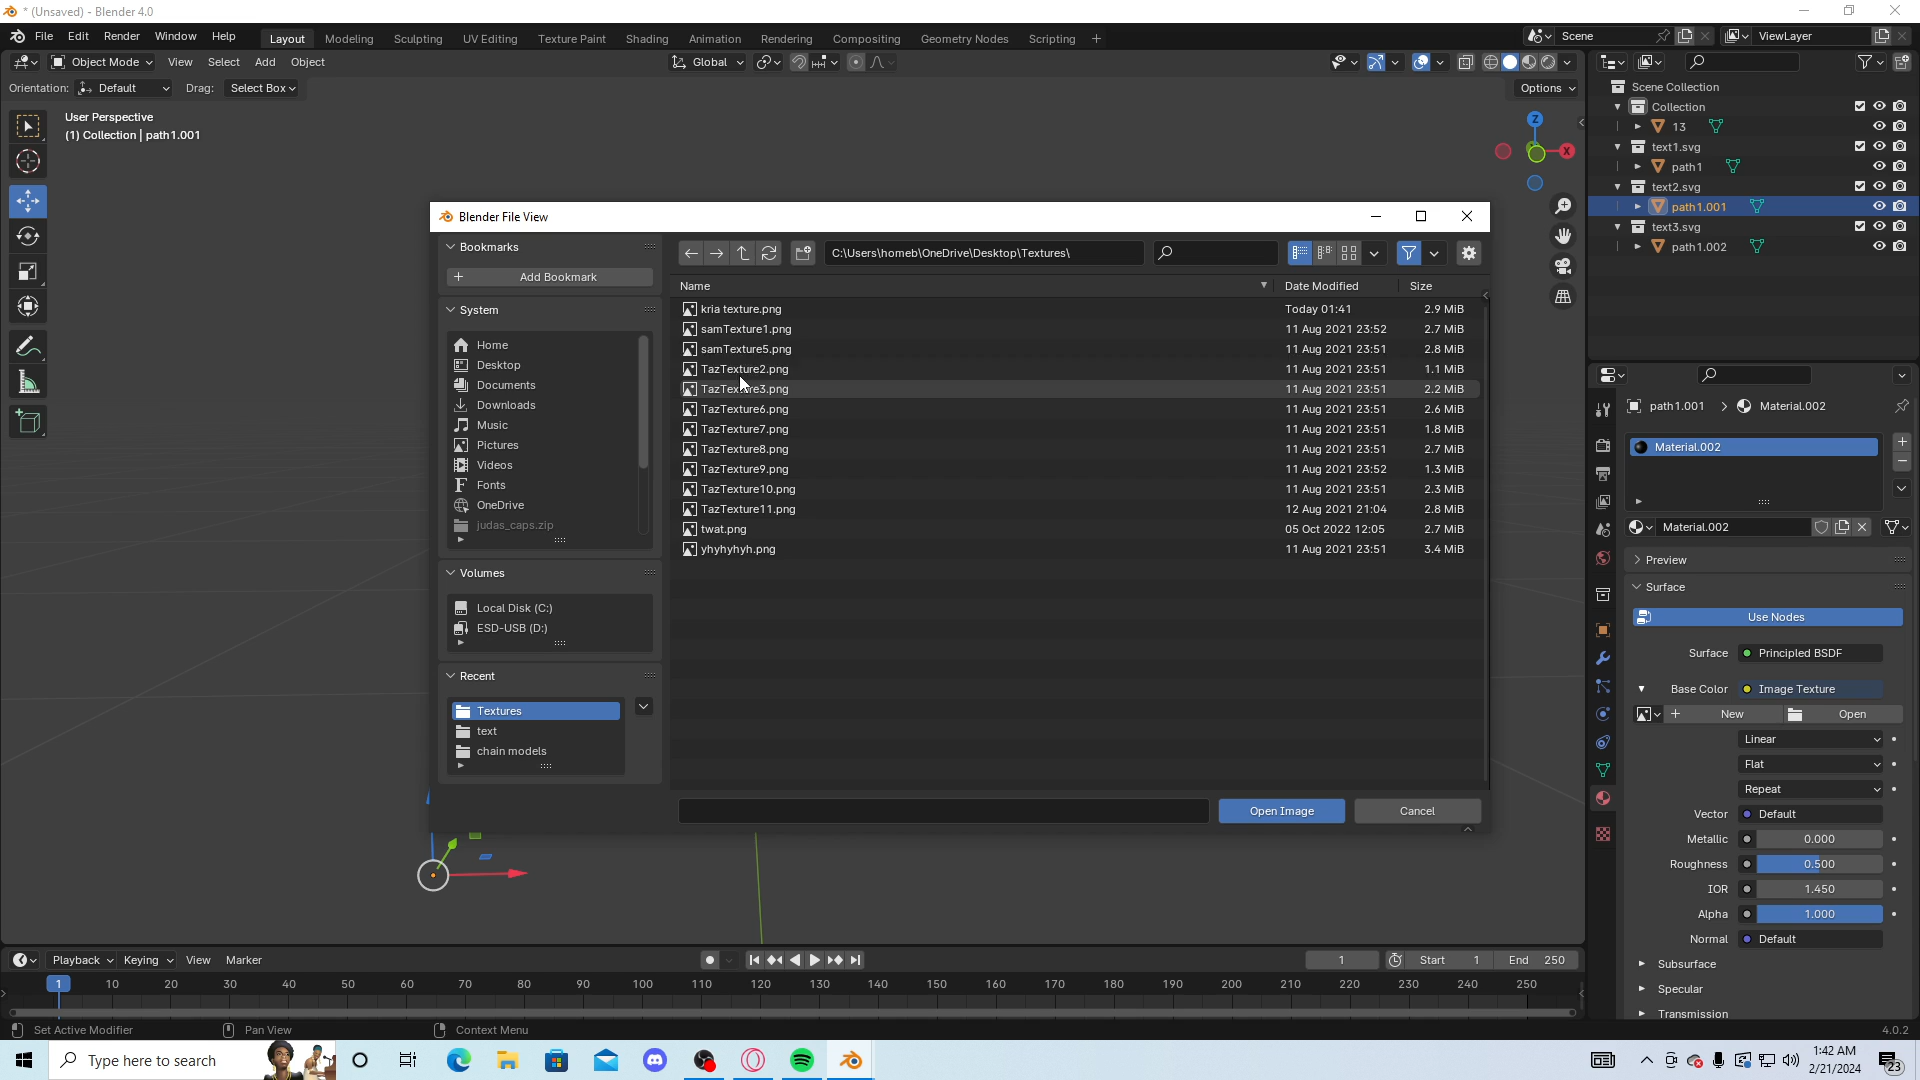 * (Unsaved) - Blender 4.0
File Edit Render Window Help Layout Modeling Sculpting UV Editing Texture Paint Shading Animation Rendering Compositing Geometry Nodes Scripting + Scene ViewLayer
Object Mode View Select Add Object Global
Orientation: Default Drag: Select Box Options
User Perspective
(1) Collection | path1.001
Z
X
Scene Collection
Collection
13
text1.svg
path1
text2.svg
path1.001
text3.svg
path1.002
Blender File View
Bookmarks
Add Bookmark
System
Home
Desktop
Documents
Downloads
Music
Pictures
Videos
Fonts
OneDrive
judas_caps.zip
Volumes
Local Disk (C:)
ESD-USB (D:)
Recent
Textures
text
chain models
C:\Users\homeb\OneDrive\Desktop\Textures\
Name Date Modified Size
kria texture.png Today 01:41 2.9 MiB
samTexture1.png 11 Aug 2021 23:52 2.7 MiB
samTexture5.png 11 Aug 2021 23:51 2.8 MiB
TazTexture2.png 11 Aug 2021 23:51 1.1 MiB
TazTexture3.png 11 Aug 2021 23:51 2.2 MiB
TazTexture6.png 11 Aug 2021 23:51 2.6 MiB
TazTexture7.png 11 Aug 2021 23:51 1.8 MiB
TazTexture8.png 11 Aug 2021 23:51 2.7 MiB
TazTexture9.png 11 Aug 2021 23:52 1.3 MiB
TazTexture10.png 11 Aug 2021 23:51 2.3 MiB
TazTexture11.png 12 Aug 2021 21:04 2.8 MiB
twat.png 05 Oct 2022 12:05 2.7 MiB
yhyhyhyh.png 11 Aug 2021 23:51 3.4 MiB
Open Image Cancel
path1.001 > Material.002
Material.002
Material.002
Preview
Surface
Use Nodes
Surface Principled BSDF
Base Color Image Texture
+ New Open
Linear
Flat
Repeat
Vector Default
Metallic 0.000
Roughness 0.500
IOR 1.450
Alpha 1.000
Normal Default
Subsurface
Specular
Transmission
Playback Keying View Marker 1 Start 1 End 250
1 10 20 30 40 50 60 70 80 90 100 110 120 130 140 150 160 170 180 190 200 210 220 230 240 250
Set Active Modifier Pan View Context Menu 4.0.2
Type here to search
1:42 AM
2/21/2024
23